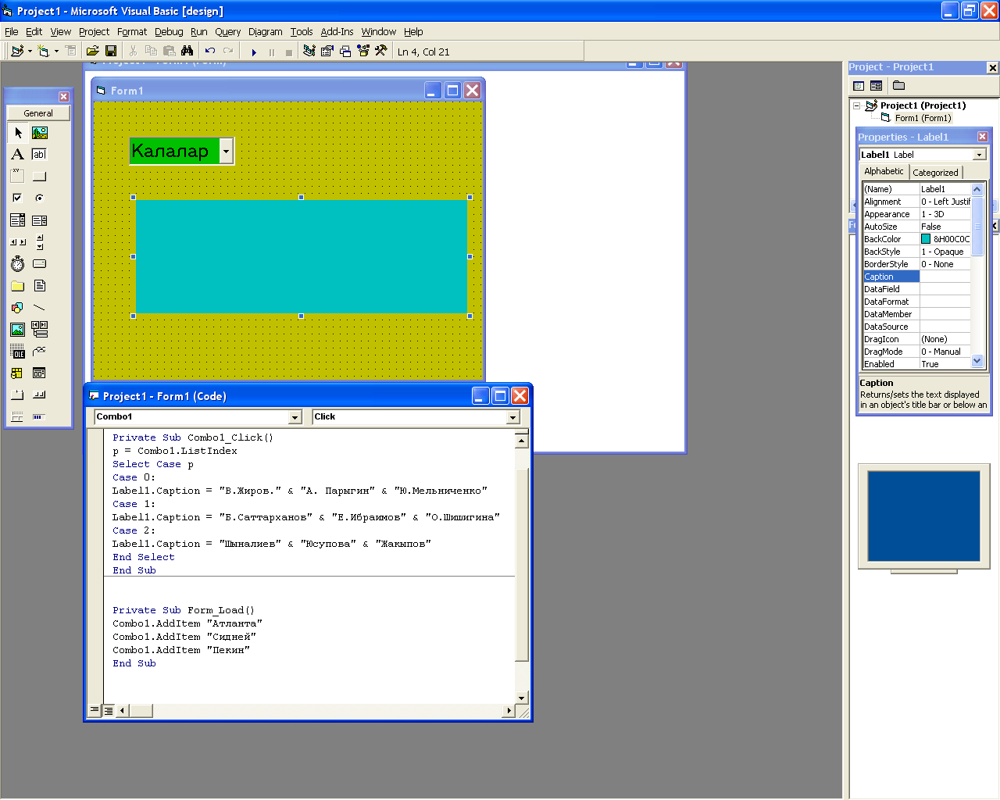 Project1 - Microsoft Visual Basic [design]
File Edit View Project Format Debug Run Query Diagram Tools Add-Ins Window Help
Ln 4, Col 21
General
A
ab
xy
OLE
Form1
Калалар
Project1 - Form1 (Code)
Combo1 Click
Private Sub Combo1_Click()
p = Combo1.ListIndex
Select Case p
Case 0:
Label1.Caption = "В.Жиров." & "А. Парыгин" & "Ю.Мельниченко"
Case 1:
Label1.Caption = "Б.Саттарханов" & "Е.Ибраимов" & "О.Шишигина"
Case 2:
Label1.Caption = "Шыналиев" & "Юсупова" & "Жакыпов"
End Select
End Sub
Private Sub Form_Load()
Combo1.AddItem "Атланта"
Combo1.AddItem "Сидней"
Combo1.AddItem "Пекин"
End Sub
Project - Project1
Project1 (Project1)
Form1 (Form1)
Properties - Label1
Label1 Label
Alphabetic Categorized
(Name) Label1
Alignment 0 - Left Justif
Appearance 1 - 3D
AutoSize False
BackColor &H00C0C
BackStyle 1 - Opaque
BorderStyle 0 - None
Caption
DataField
DataFormat
DataMember
DataSource
DragIcon (None)
DragMode 0 - Manual
Enabled True
Caption
Returns/sets the text displayed
in an object's title bar or below an